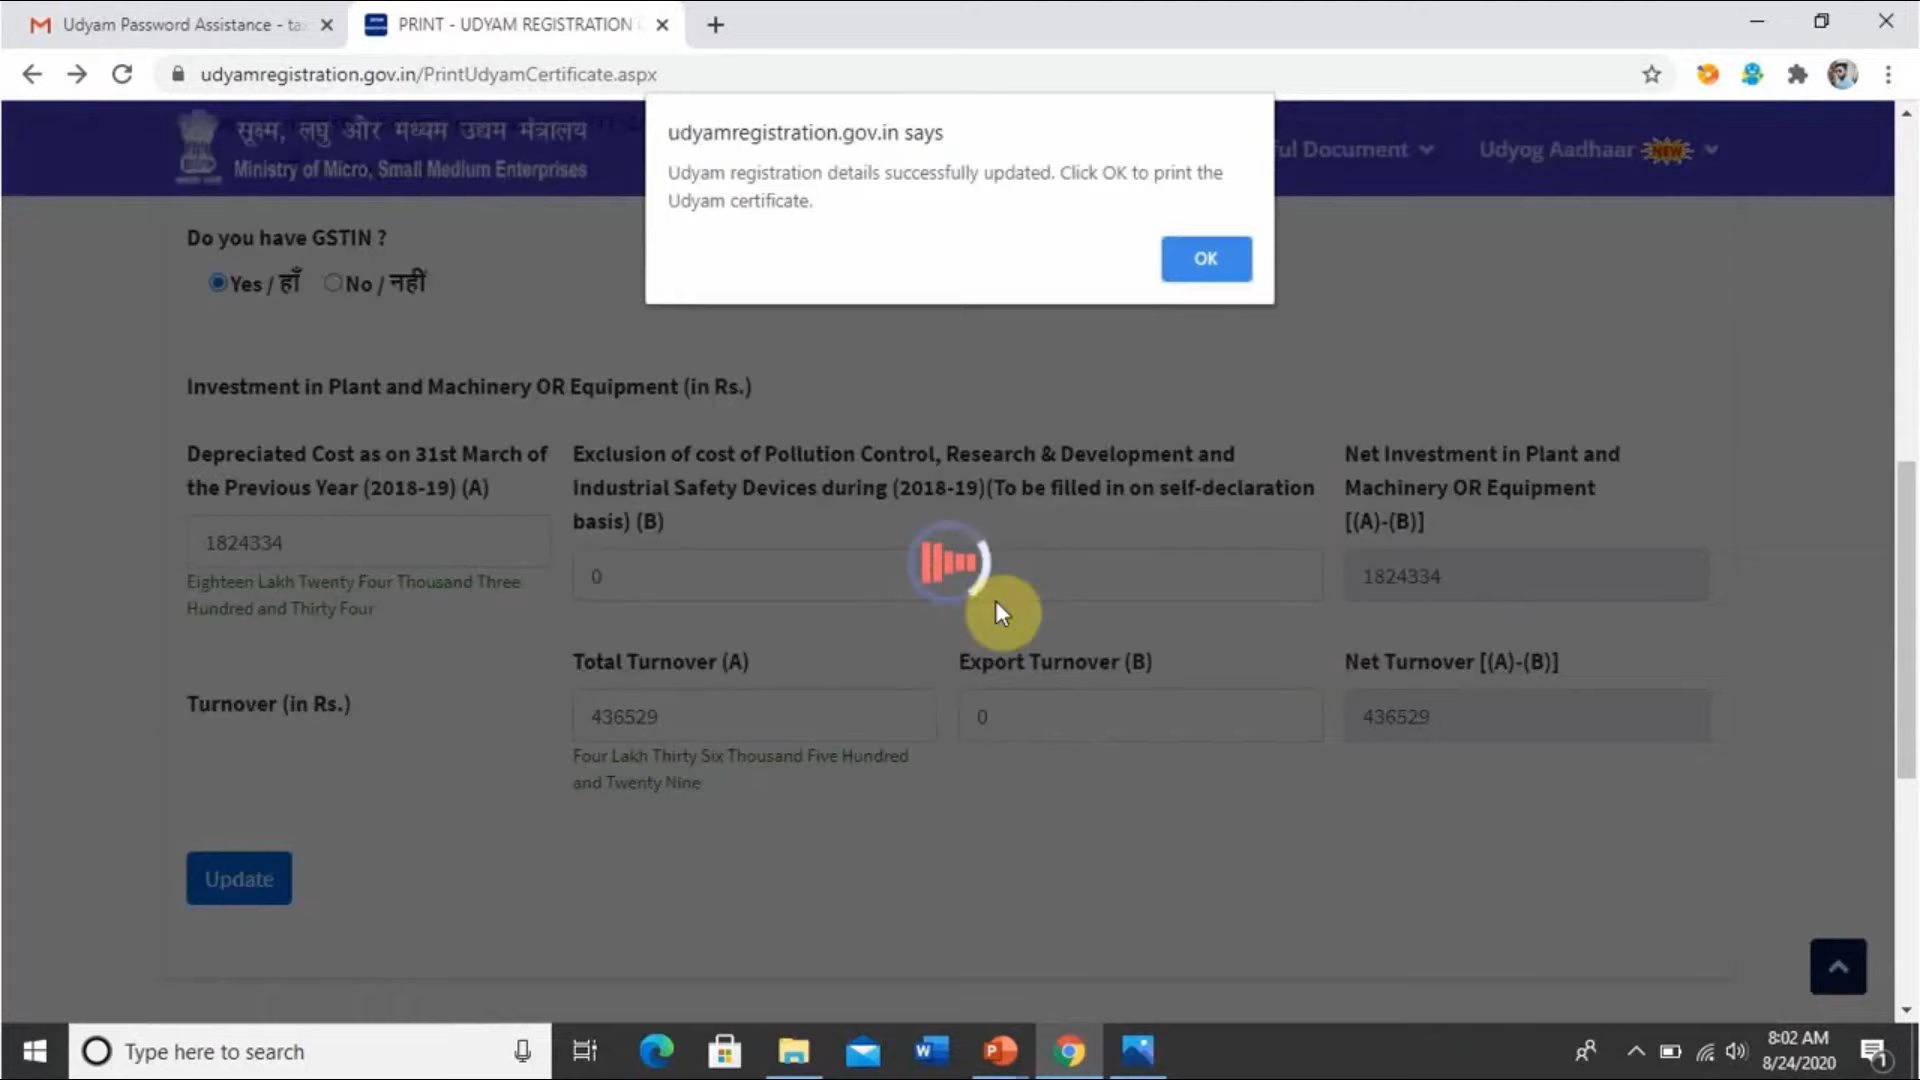 Udyam Password Assistance - ta
PRINT - UDYAM REGISTRATION
udyamregistration.gov.in/PrintUdyamCertificate.aspx
सूक्ष्म, लघु और मध्यम उद्यम मंत्रालय
Ministry of Micro, Small Medium Enterprises
ul Document
Udyog Aadhaar NEW
udyamregistration.gov.in says
Udyam registration details successfully updated. Click OK to print the
Udyam certificate.
OK
Do you have GSTIN ?
Yes / हाँ No / नहीं
Investment in Plant and Machinery OR Equipment (in Rs.)
Depreciated Cost as on 31st March of
the Previous Year (2018-19) (A)
1824334
Eighteen Lakh Twenty Four Thousand Three
Hundred and Thirty Four
Exclusion of cost of Pollution Control, Research & Development and
Industrial Safety Devices during (2018-19)(To be filled in on self-declaration
basis) (B)
0
Net Investment in Plant and
Machinery OR Equipment
[(A)-(B)]
1824334
Turnover (in Rs.)
Total Turnover (A)
436529
Four Lakh Thirty Six Thousand Five Hundred
and Twenty Nine
Export Turnover (B)
0
Net Turnover [(A)-(B)]
436529
Update
Type here to search
8:02 AM
8/24/2020
1